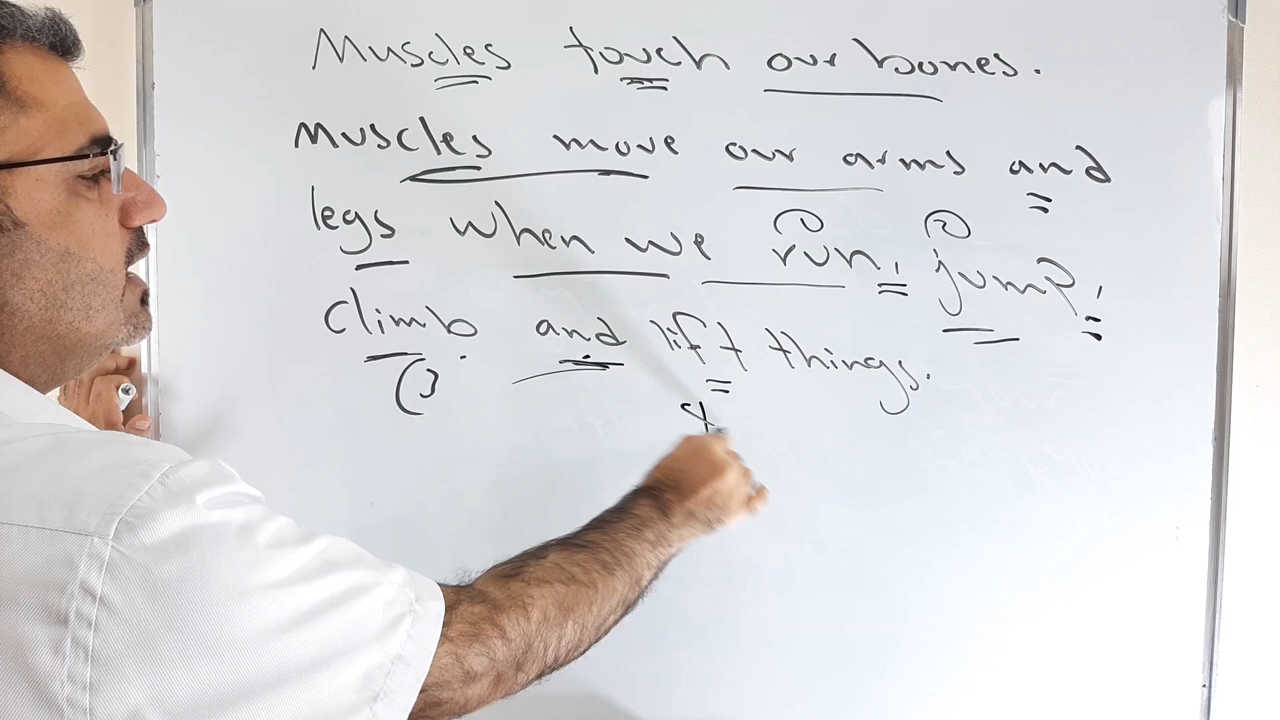 Muscles touch our bones.
Muscles move our arms and
legs when we run, jump,
climb and lift things.